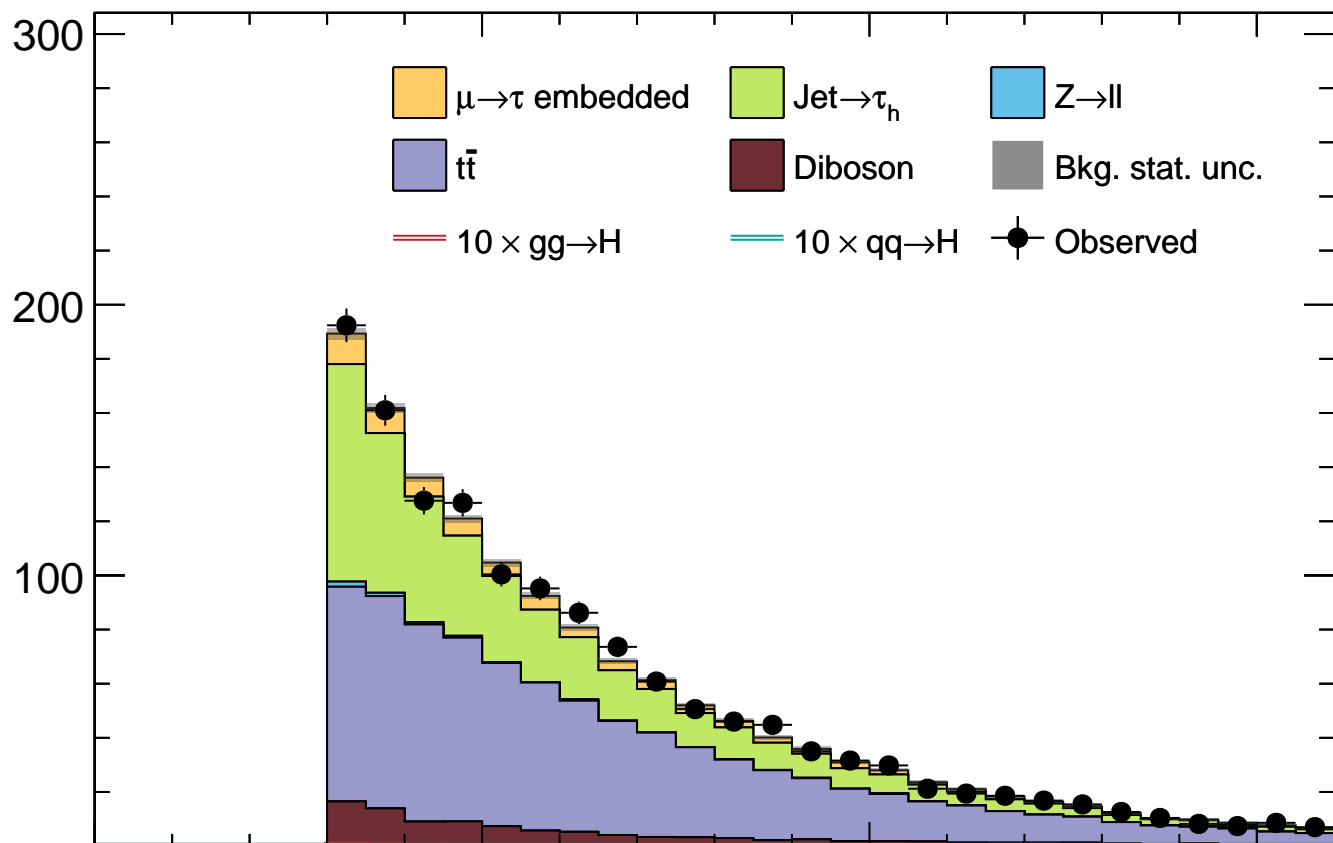 300
μ→τ embedded Jet→τh Z→ll
tt̄ Diboson Bkg. stat. unc.
10 × gg→H 10 × qq→H Observed
200
100